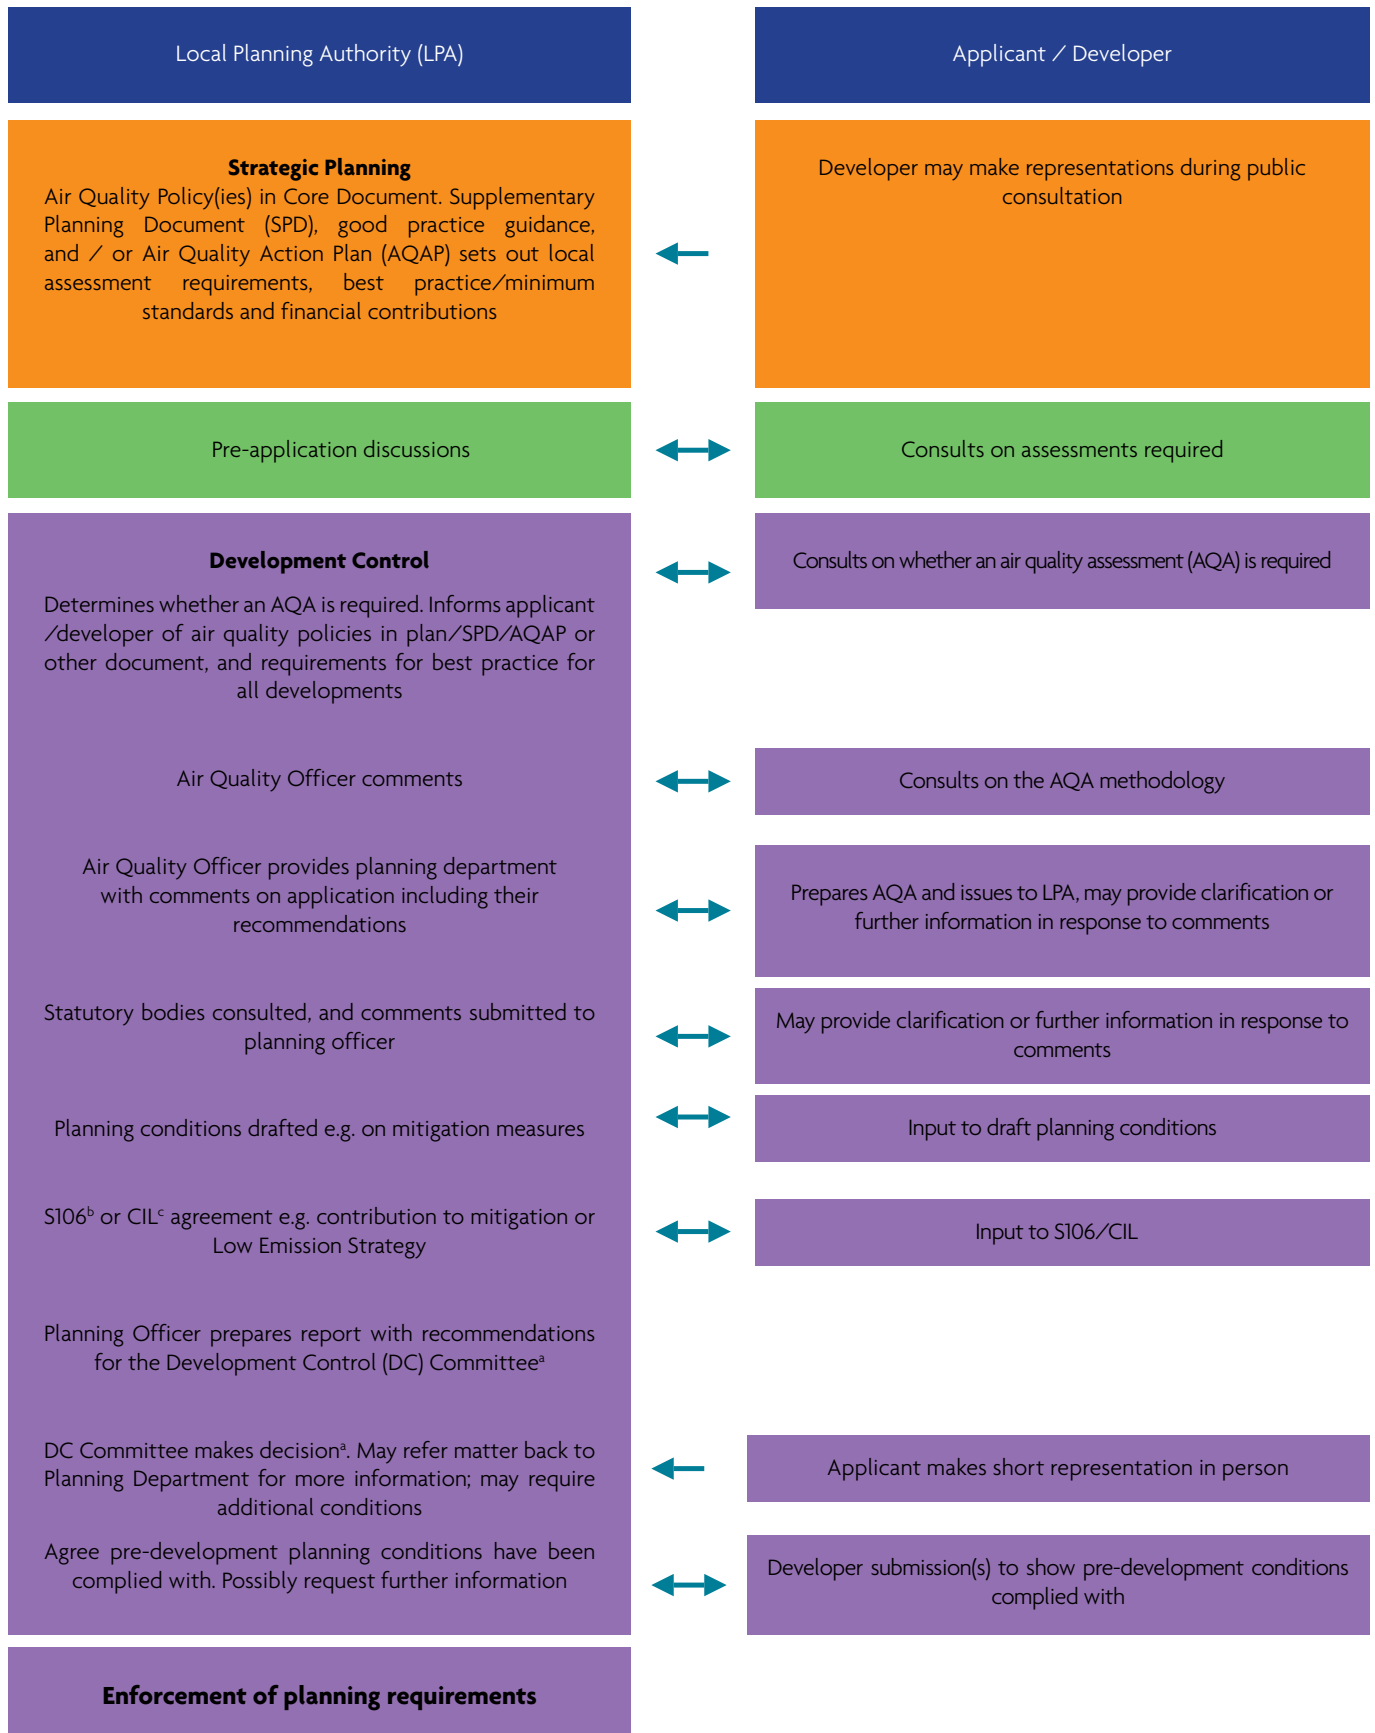 Local Planning Authority (LPA)
Applicant / Developer
Strategic Planning
Air Quality Policy(ies) in Core Document. Supplementary
Planning Document (SPD), good practice guidance,
and / or Air Quality Action Plan (AQAP) sets out local
assessment requirements, best practice/minimum
standards and financial contributions
Developer may make representations during public
consultation
Pre-application discussions
Consults on assessments required
Development Control
Determines whether an AQA is required. Informs applicant
/developer of air quality policies in plan/SPD/AQAP or
other document, and requirements for best practice for
all developments
Consults on whether an air quality assessment (AQA) is required
Air Quality Officer comments
Consults on the AQA methodology
Air Quality Officer provides planning department
with comments on application including their
recommendations
Prepares AQA and issues to LPA, may provide clarification or
further information in response to comments
Statutory bodies consulted, and comments submitted to
planning officer
May provide clarification or further information in response to
comments
Planning conditions drafted e.g. on mitigation measures
Input to draft planning conditions
S106ᵇ or CILᶜ agreement e.g. contribution to mitigation or
Low Emission Strategy
Input to S106/CIL
Planning Officer prepares report with recommendations
for the Development Control (DC) Committeeᵃ
DC Committee makes decisionᵃ. May refer matter back to
Planning Department for more information; may require
additional conditions
Applicant makes short representation in person
Agree pre-development planning conditions have been
complied with. Possibly request further information
Developer submission(s) to show pre-development conditions
complied with
Enforcement of planning requirements